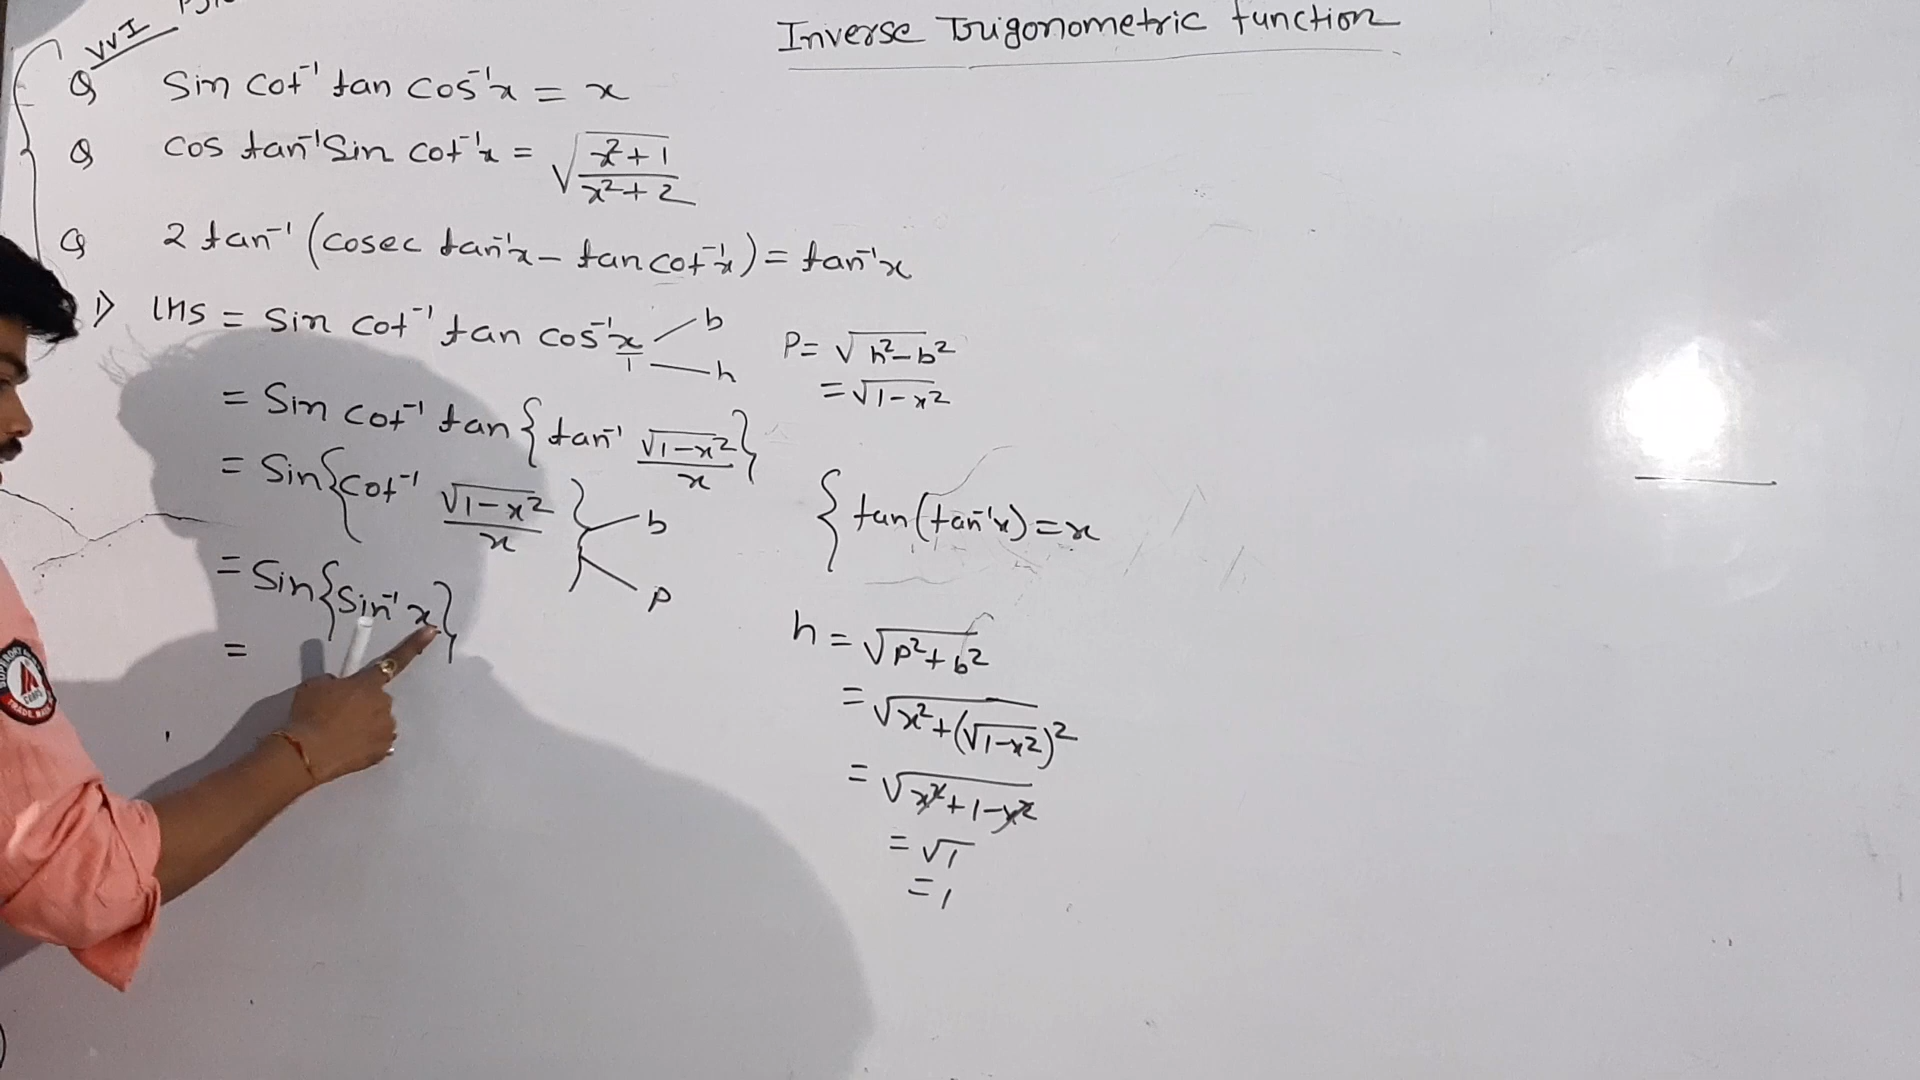 Inverse Trigonometric function
VVI
Q Sin Cot⁻¹ tan cos⁻¹x = x
Q cos tan⁻¹ Sin cot⁻¹x = √((x²+1)/(x²+2))
Q 2 tan⁻¹ (cosec tan⁻¹x – tan cot⁻¹x) = tan⁻¹x
1) LHS = Sin cot⁻¹ tan cos⁻¹ x/1 b h
= Sin cot⁻¹ tan {tan⁻¹ √(1-x²)/x}
= Sin{cot⁻¹ √(1-x²)/x} b p
= Sin{Sin⁻¹ x}
=
P = √(h²-b²)
= √(1-x²)
{ tan(tan⁻¹x) = x
h = √(p²+b²)
= √(x²+(√(1-x²))²)
= √(x²+1-x²)
= √1
= 1